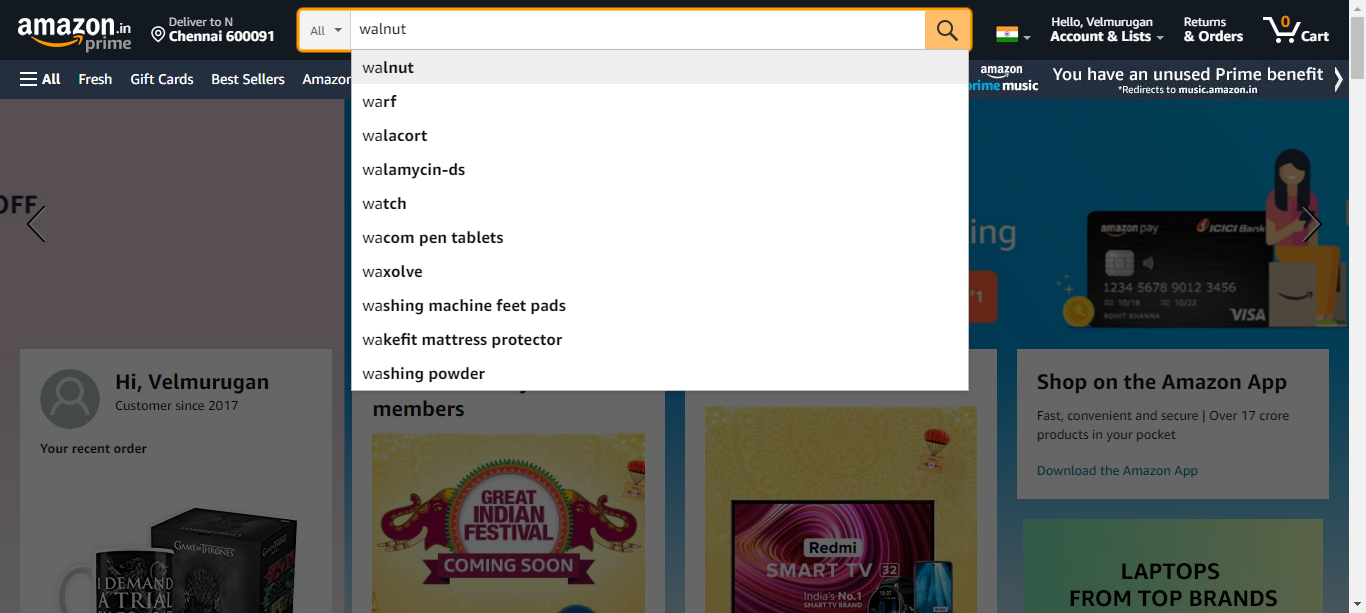 amazon.in
prime
Deliver to N
Chennai 600091
All
walnut
Hello, Velmurugan
Account & Lists
Returns
& Orders
0
Cart
All
Fresh
Gift Cards
Best Sellers
Amazon
amazon
prime music
You have an unused Prime benefit
*Redirects to music.amazon.in
walnut
warf
walacort
walamycin-ds
watch
wacom pen tablets
waxolve
washing machine feet pads
wakefit mattress protector
washing powder
OFF
ing
₹1
amazon pay
ICICI Bank
1234 5678 9012 3456
10/18
10/22
ROHIT KHANNA
VISA
Hi, Velmurugan
Customer since 2017
Your recent order
GAME OF THRONES
I DEMAND
A TRIAL
members
GREAT
INDIAN
FESTIVAL
COMING SOON
Redmi
SMART TV 32
India's No.1
SMART TV BRAND
Shop on the Amazon App
Fast, convenient and secure | Over 17 crore
products in your pocket
Download the Amazon App
LAPTOPS
FROM TOP BRANDS